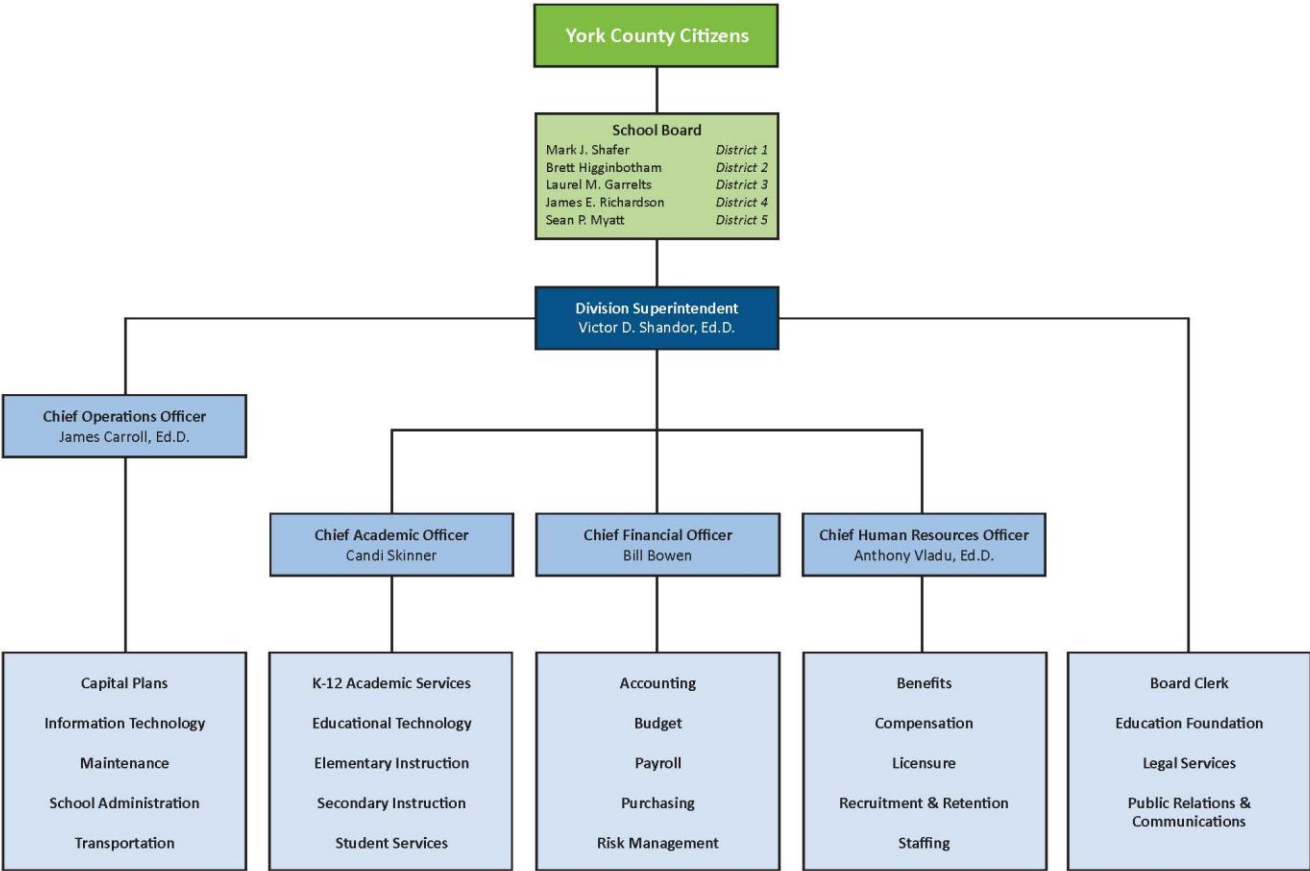 York County Citizens
School Board
Mark J. Shafer District 1
Brett Higginbotham District 2
Laurel M. Garrelts District 3
James E. Richardson District 4
Sean P. Myatt District 5
Division Superintendent
Victor D. Shandor, Ed.D.
Chief Operations Officer
James Carroll, Ed.D.
Chief Academic Officer
Candi Skinner
Chief Financial Officer
Bill Bowen
Chief Human Resources Officer
Anthony Vladu, Ed.D.
Capital Plans
Information Technology
Maintenance
School Administration
Transportation
K-12 Academic Services
Educational Technology
Elementary Instruction
Secondary Instruction
Student Services
Accounting
Budget
Payroll
Purchasing
Risk Management
Benefits
Compensation
Licensure
Recruitment & Retention
Staffing
Board Clerk
Education Foundation
Legal Services
Public Relations &
Communications